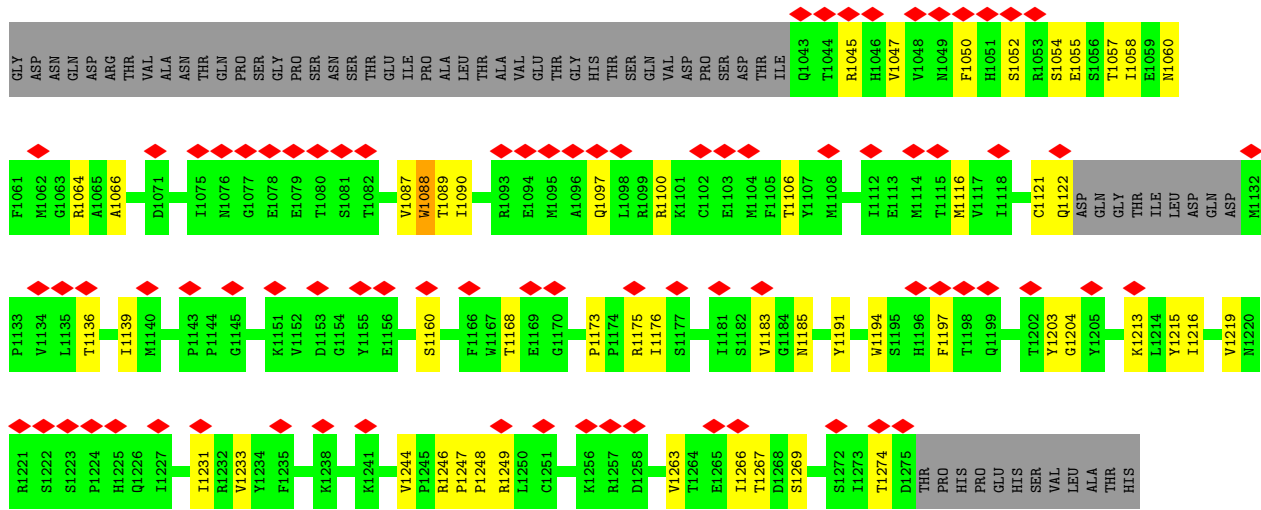 GLY ASP ASN GLN ASP ARG THR VAL ALA ASN THR GLN PRO SER GLY PRO SER ASN SER THR GLU ILE PRO ALA LEU THR ALA VAL GLU THR GLY HIS THR SER GLN VAL ASP PRO SER ASP THR ILE Q1043 T1044 R1045 H1046 V1047 V1048 N1049 F1050 H1051 S1052 R1053 S1054 E1055 S1056 T1057 I1058 E1059 N1060
F1061 M1062 G1063 R1064 A1065 A1066 D1071 I1075 N1076 G1077 E1078 E1079 T1080 S1081 T1082 V1087 W1088 T1089 I1090 R1093 E1094 M1095 A1096 Q1097 L1098 R1099 R1100 K1101 C1102 E1103 M1104 F1105 T1106 Y1107 M1108 I1112 E1113 M1114 T1115 M1116 V1117 I1118 C1121 Q1122 ASP GLN GLY THR ILE LEU ASP GLN ASP M1132
P1133 V1134 L1135 T1136 I1139 M1140 P1143 P1144 G1145 K1151 V1152 D1153 G1154 Y1155 E1156 S1160 F1166 W1167 T1168 E1169 G1170 P1173 P1174 R1175 I1176 S1177 I1181 S1182 V1183 G1184 N1185 Y1191 W1194 S1195 H1196 F1197 T1198 Q1199 T1202 Y1203 G1204 Y1205 K1213 L1214 Y1215 I1216 V1219 N1220
R1221 S1222 S1223 P1224 H1225 Q1226 I1227 I1231 R1232 V1233 Y1234 F1235 K1238 K1241 V1244 P1245 R1246 P1247 P1248 R1249 L1250 C1251 K1256 R1257 D1258 V1263 T1264 E1265 I1266 T1267 D1268 S1269 S1272 I1273 T1274 D1275 THR PRO HIS PRO GLU HIS SER VAL LEU ALA THR HIS